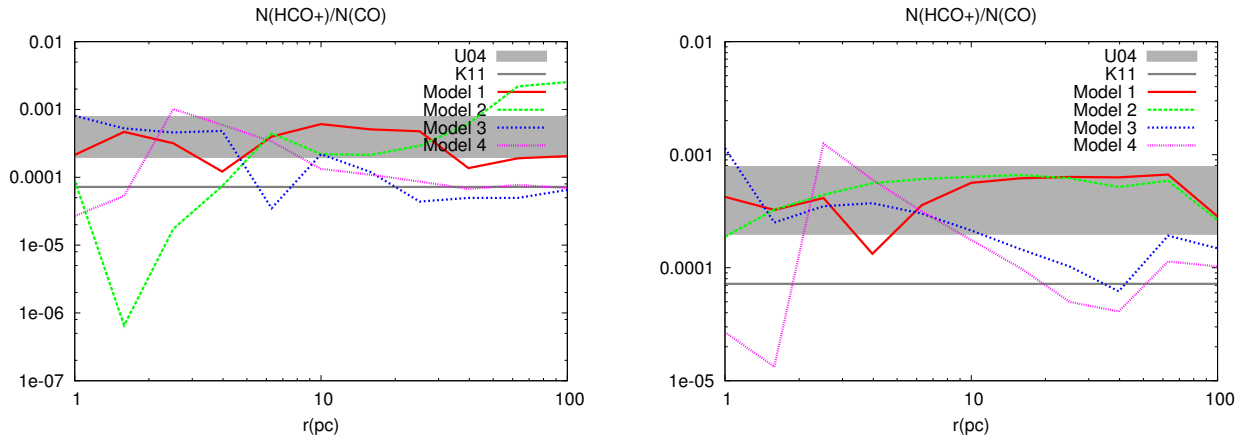 N(HCO+)/N(CO)
0.01
0.001
0.0001
1e-05
1e-06
1e-07
1
10
100
r(pc)
U04
K11
Model 1
Model 2
Model 3
Model 4
N(HCO+)/N(CO)
0.01
0.001
0.0001
1e-05
1
10
100
r(pc)
U04
K11
Model 1
Model 2
Model 3
Model 4